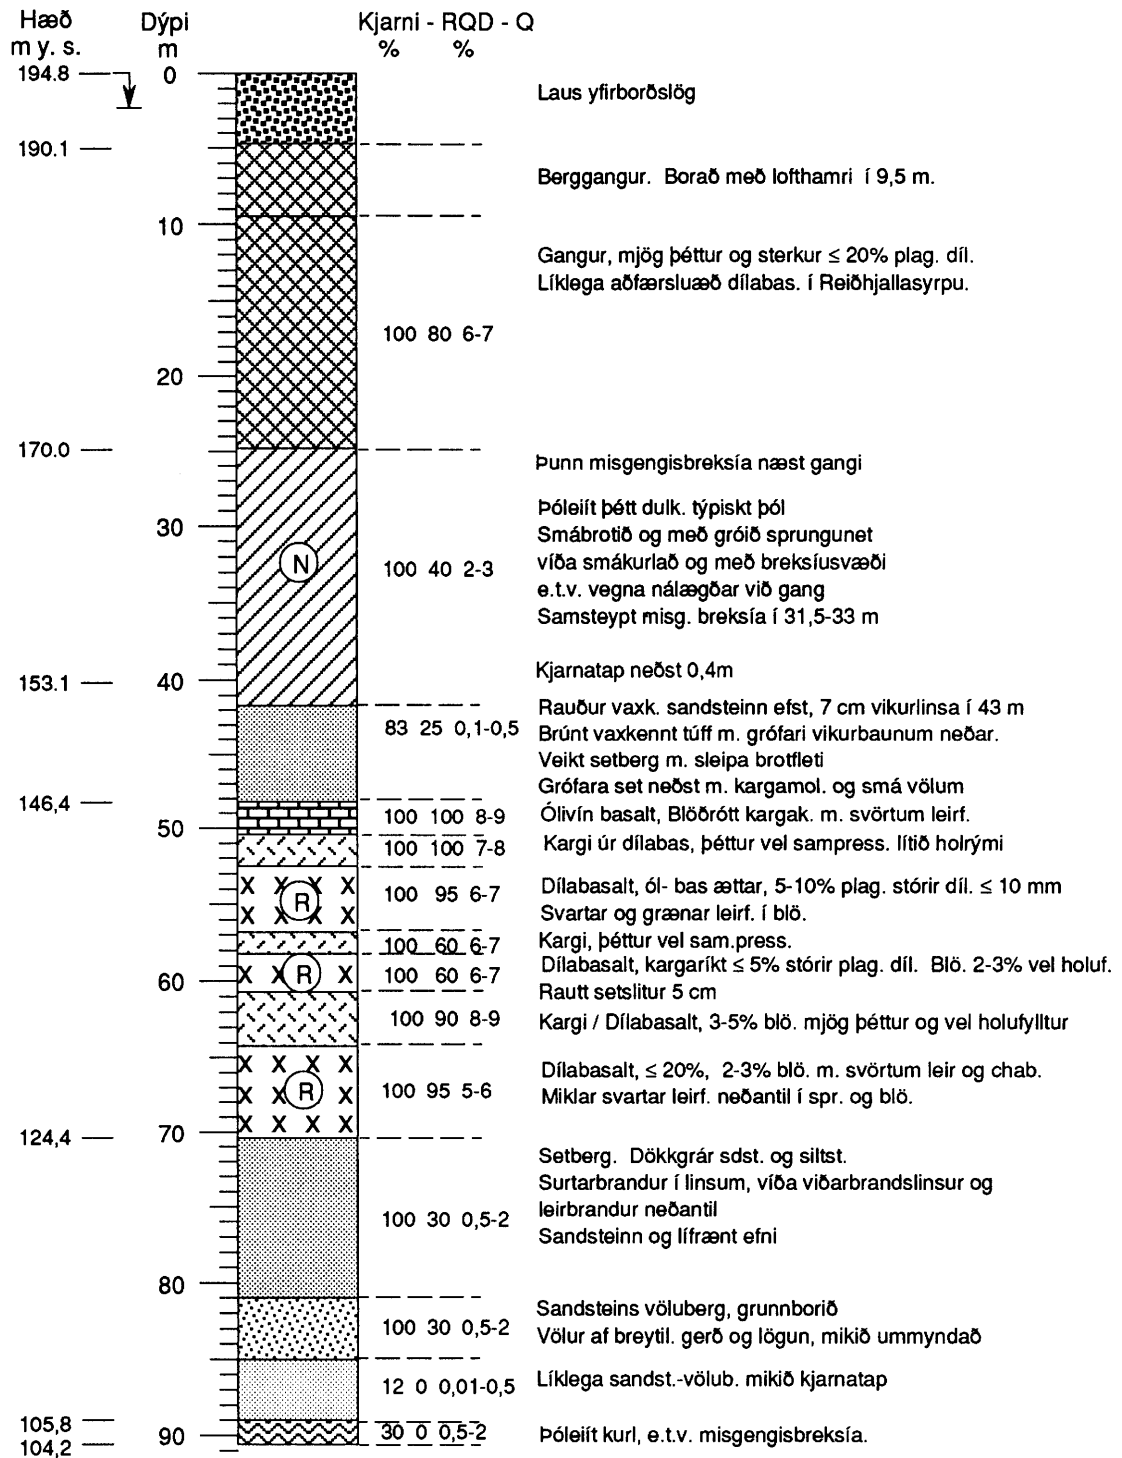 Hæð Dýpi Kjarni - RQD - Q
m y. s. m % %
194.8 0
Laus yfirborðslög
190.1
Berggangur. Borað með lofthamri í 9,5 m.
10
Gangur, mjög þéttur og sterkur ≤ 20% plag. díl.
Líklega aðfærsluæð dílabas. í Reiðhjallasyrpu.
100 80 6-7
20
170.0
Þunn misgengisbreksía næst gangi
Þóleiít þétt dulk. týpiskt þól
30
Smábrotið og með gróið sprungunet
víða smákurlað og með breksíusvæði
N
100 40 2-3
e.t.v. vegna nálægðar við gang
Samsteypt misg. breksía í 31,5-33 m
Kjarnatap neðst 0,4m
153.1 40
Rauður vaxk. sandsteinn efst, 7 cm vikurlinsa í 43 m
83 25 0,1-0,5
Brúnt vaxkennt túff m. grófari vikurbaunum neðar.
Veikt setberg m. sleipa brotfleti
Grófara set neðst m. kargamol. og smá völum
146,4
100 100 8-9 Ólivín basalt, Blöðrótt kargak. m. svörtum leirf.
50
100 100 7-8 Kargi úr dílabas, þéttur vel sampress. lítið holrými
R 100 95 6-7 Dílabasalt, ól- bas ættar, 5-10% plag. stórir díl. ≤ 10 mm
Svartar og grænar leirf. í blö.
100 60 6-7 Kargi, þéttur vel sam.press.
60 R 100 60 6-7 Dílabasalt, kargaríkt ≤ 5% stórir plag. díl. Blö. 2-3% vel holuf.
Rautt setslitur 5 cm
100 90 8-9 Kargi / Dílabasalt, 3-5% blö. mjög þéttur og vel holufylltur
Dílabasalt, ≤ 20%, 2-3% blö. m. svörtum leir og chab.
R 100 95 5-6 Miklar svartar leirf. neðantil í spr. og blö.
124,4 70
Setberg. Dökkgrár sdst. og siltst.
Surtarbrandur í linsum, víða viðarbrandslinsur og
leirbrandur neðantil
100 30 0,5-2
Sandsteinn og lífrænt efni
80
Sandsteins völuberg, grunnborið
100 30 0,5-2
Völur af breytil. gerð og lögun, mikið ummyndað
12 0 0,01-0,5 Líklega sandst.-völub. mikið kjarnatap
105,8
90 30 0 0,5-2 Þóleiít kurl, e.t.v. misgengisbreksía.
104,2